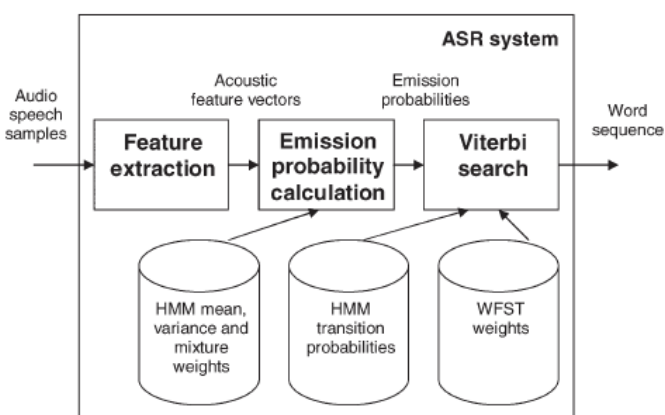 ASR system
Audio
speech
samples
Acoustic
feature vectors
Emission
probabilities
Word
sequence
Feature
extraction
Emission
probability
calculation
Viterbi
search
HMM mean,
variance and
mixture
weights
HMM
transition
probabilities
WFST
weights